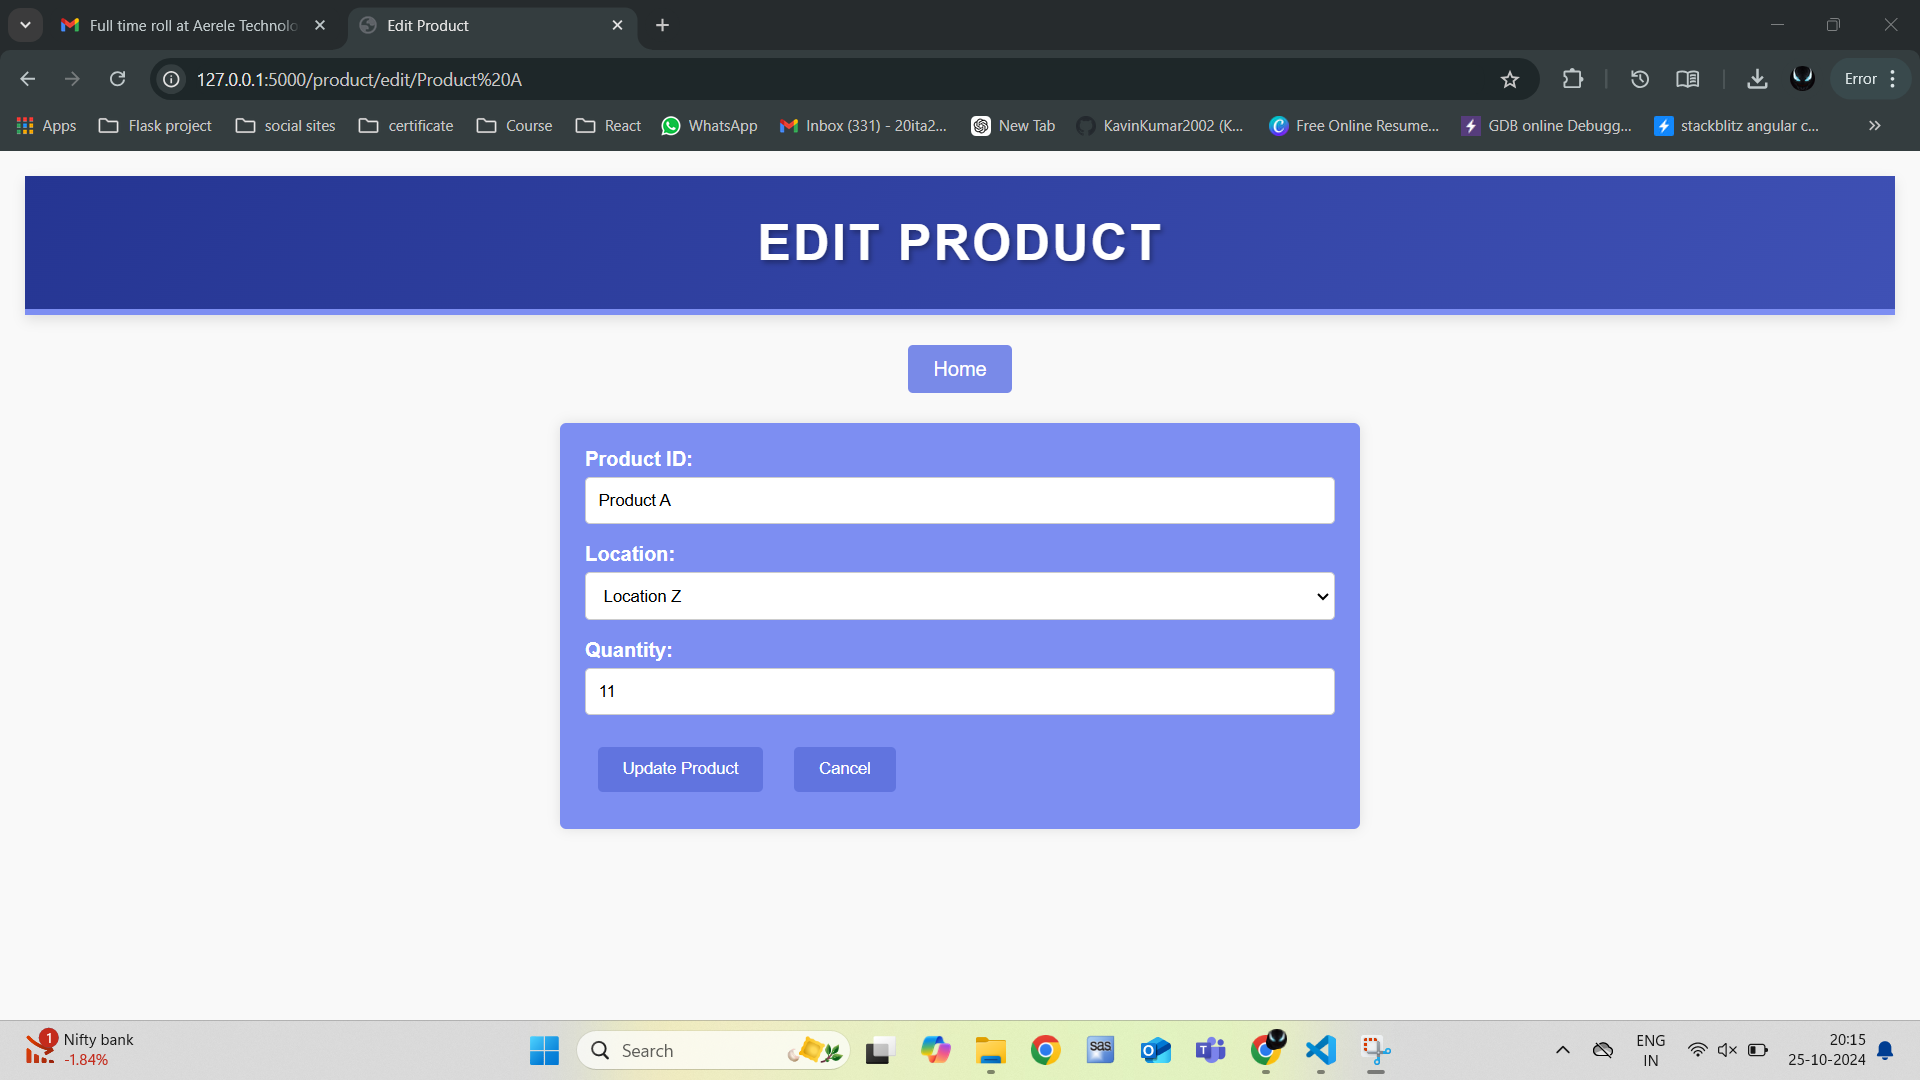 Full time roll at Aerele Technolo
Edit Product
127.0.0.1:5000/product/edit/Product%20A
Error
Apps
Flask project
social sites
certificate
Course
React
WhatsApp
Inbox (331) - 20ita2...
New Tab
KavinKumar2002 (K...
Free Online Resume...
GDB online Debugg...
stackblitz angular c...
EDIT PRODUCT
Home
Product ID:
Product A
Location:
Location Z
Quantity:
11
Update Product
Cancel
1
Nifty bank
-1.84%
Search
sas
ENG
IN
20:15
25-10-2024